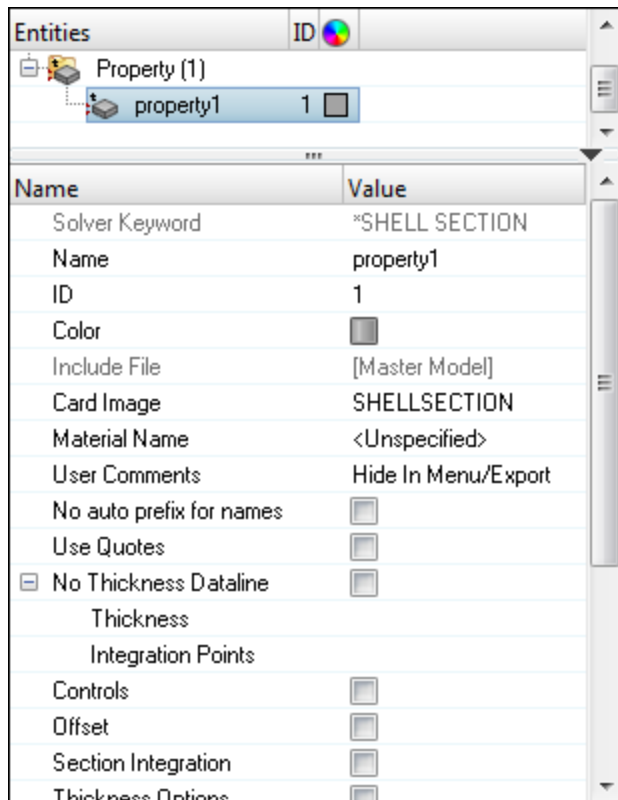 Entities ID
Property (1)
property1 1
Name Value
Solver Keyword *SHELL SECTION
Name property1
ID 1
Color
Include File [Master Model]
Card Image SHELLSECTION
Material Name <Unspecified>
User Comments Hide In Menu/Export
No auto prefix for names
Use Quotes
No Thickness Dataline
Thickness
Integration Points
Controls
Offset
Section Integration
Thickness Options